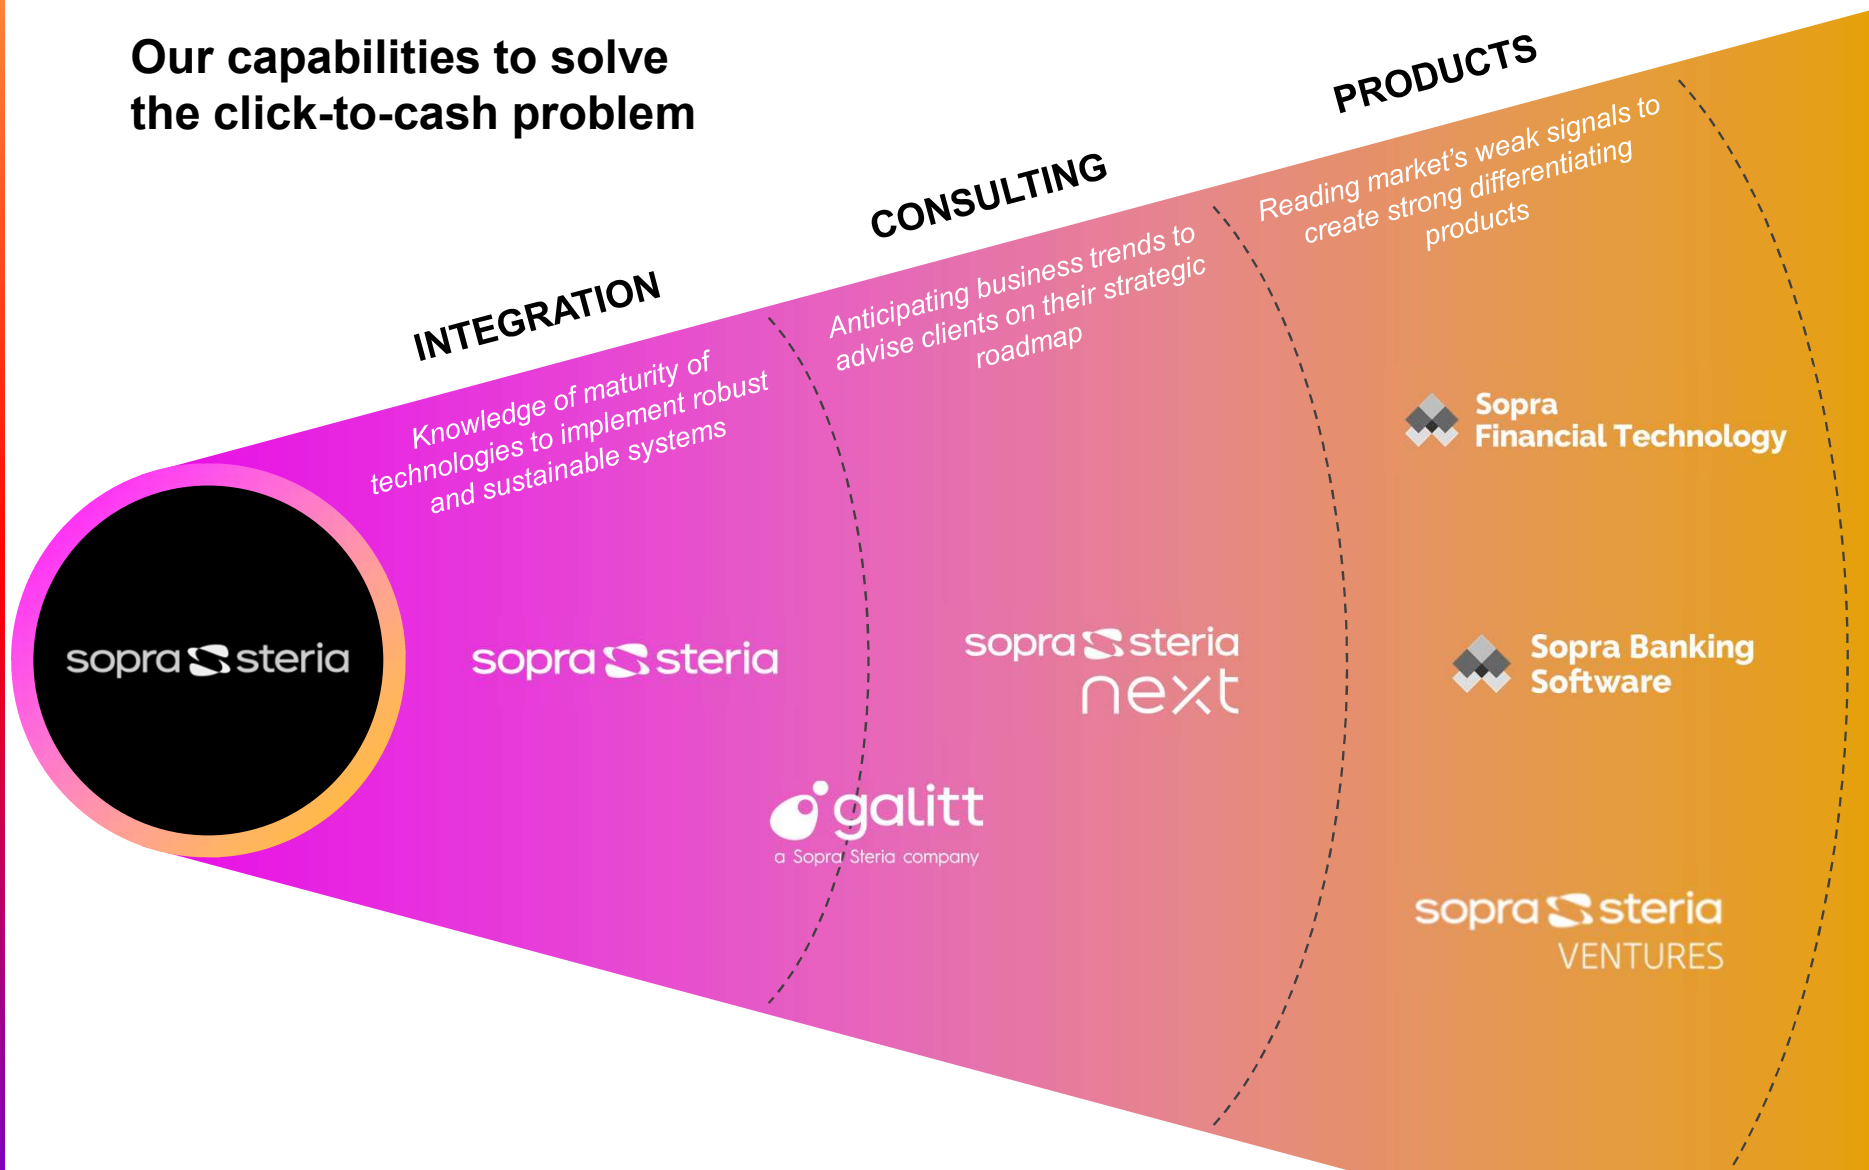 Our capabilities to solve
the click-to-cash problem
INTEGRATION
Knowledge of maturity of
technologies to implement robust
and sustainable systems
CONSULTING
Anticipating business trends to
advise clients on their strategic
roadmap
PRODUCTS
Reading market’s weak signals to
create strong differentiating
products
sopra steria
sopra steria
galitt
a Sopra Steria company
sopra steria
next
Sopra
Financial Technology
Sopra Banking
Software
sopra steria
VENTURES